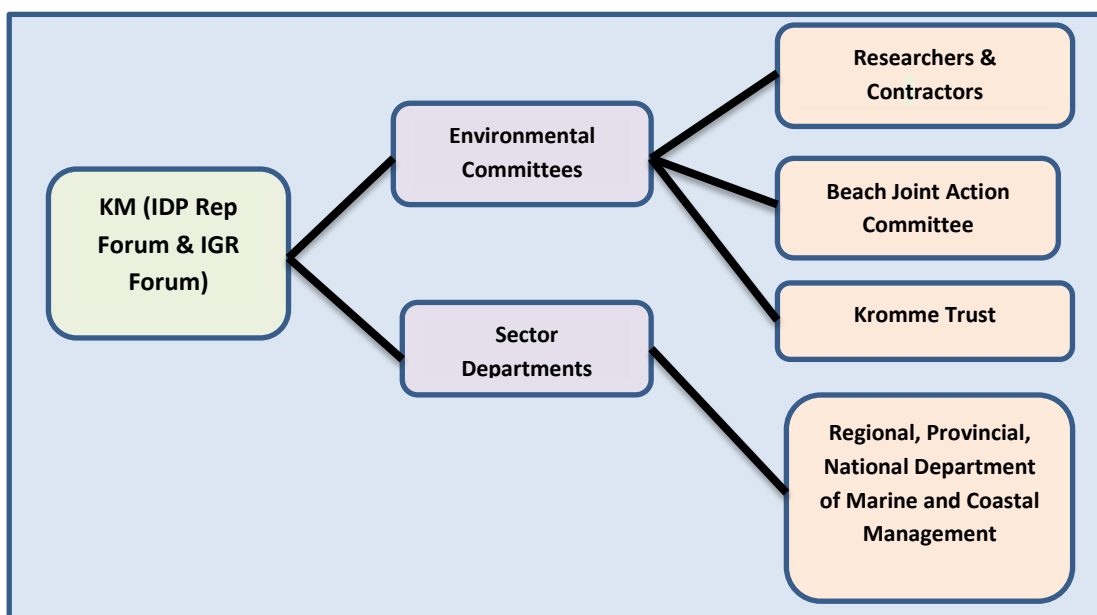 KM (IDP Rep
Forum & IGR
Forum)
Environmental
Committees
Sector
Departments
Researchers &
Contractors
Beach Joint Action
Committee
Kromme Trust
Regional, Provincial,
National Department
of Marine and Coastal
Management